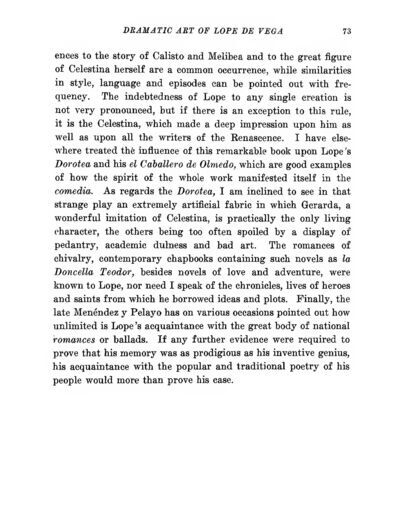 DRAMATIC ART OF LOPE DE VEGA 73
ences to the story of Calisto and Melibea and to the great figure
of Celestina herself are a common occurrence, while similarities
in style, language and episodes can be pointed out with fre-
quency. The indebtedness of Lope to any single creation is
not very pronounced, but if there is an exception to this rule,
it is the Celestina, which made a deep impression upon him as
well as upon all the writers of the Renascence. I have else-
where treated the influence of this remarkable book upon Lope's
Dorotea and his el Caballero de Olmedo, which are good examples
of how the spirit of the whole work manifested itself in the
comedia. As regards the Dorotea, I am inclined to see in that
strange play an extremely artificial fabric in which Gerarda, a
wonderful imitation of Celestina, is practically the only living
character, the others being too often spoiled by a display of
pedantry, academic dulness and bad art. The romances of
chivalry, contemporary chapbooks containing such novels as la
Doncella Teodor, besides novels of love and adventure, were
known to Lope, nor need I speak of the chronicles, lives of heroes
and saints from which he borrowed ideas and plots. Finally, the
late Menéndez y Pelayo has on various occasions pointed out how
unlimited is Lope's acquaintance with the great body of national
romances or ballads. If any further evidence were required to
prove that his memory was as prodigious as his inventive genius,
his acquaintance with the popular and traditional poetry of his
people would more than prove his case.